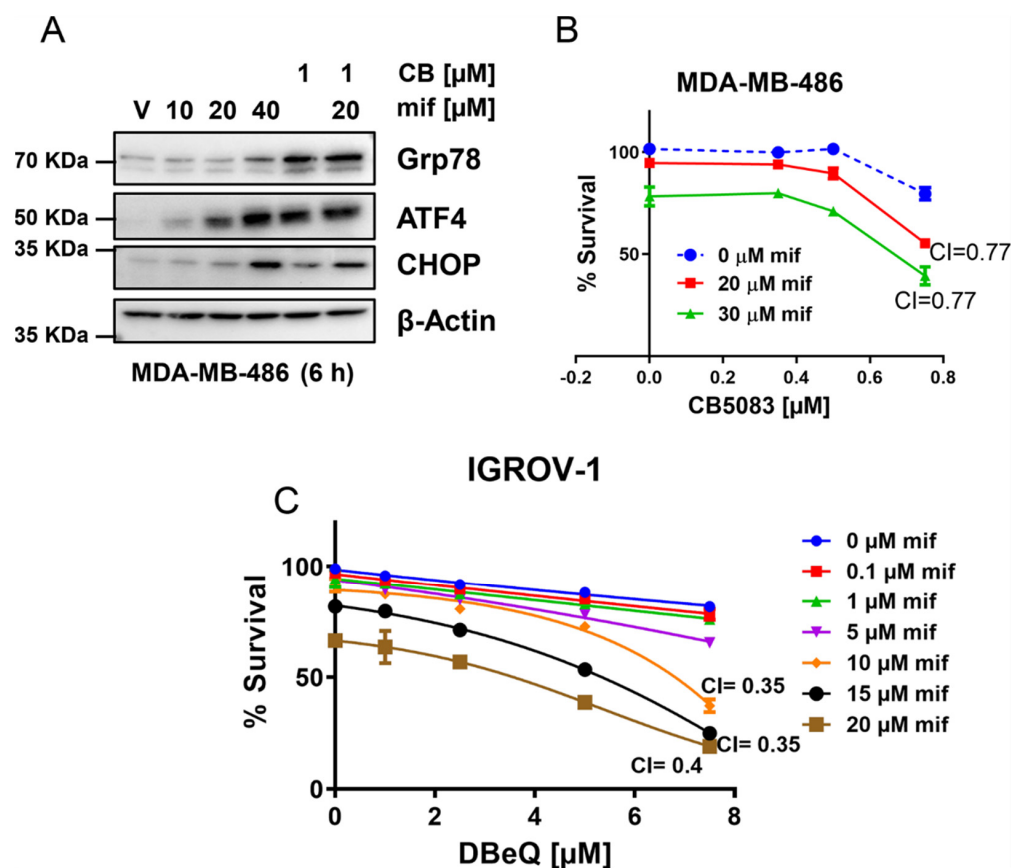 A
CB [µM] 1 1
mif [µM] V 10 20 40 20
70 KDa Grp78
50 KDa ATF4
35 KDa CHOP
β-Actin
35 KDa
MDA-MB-486 (6 h)
B
MDA-MB-486
% Survival
100
50
0 µM mif
20 µM mif
30 µM mif
CI=0.77
CI=0.77
-0.2 0.0 0.2 0.4 0.6 0.8
CB5083 [µM]
IGROV-1
C
% Survival
100
50
0
0 2 4 6 8
DBeQ [µM]
CI= 0.35
CI= 0.35
CI= 0.4
0 µM mif
0.1 µM mif
1 µM mif
5 µM mif
10 µM mif
15 µM mif
20 µM mif